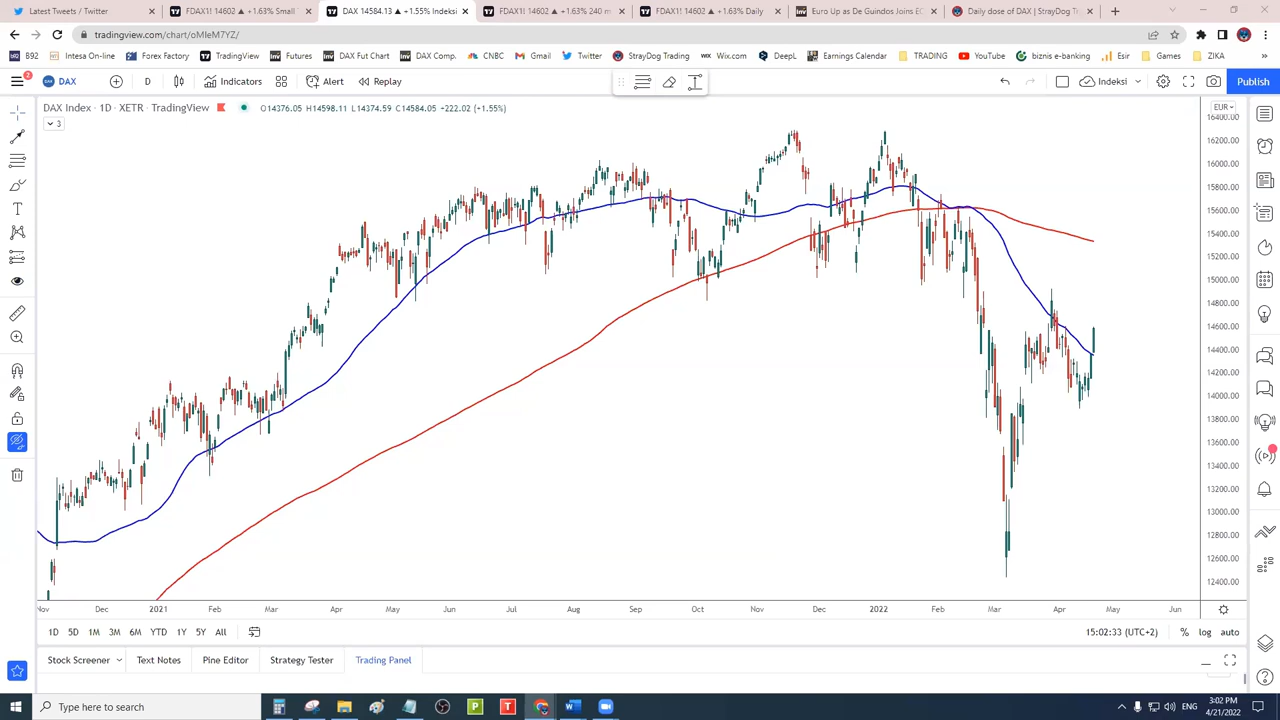 Latest Tweets / Twitter
FDAX1! 14602 ▲ +1.63% Small
DAX 14584.13 ▲ +1.55% Indeksi
FDAX1! 14602 ▲ +1.63% 240 m
FDAX1! 14602 ▲ +1.63% Daily
Euro Up as De Guindos Joins EC
Daily dose of DAX | StrayDog Tr
tradingview.com/chart/oMIeM7YZ/
B92 Intesa On-line Forex Factory TradingView Futures DAX Fut Chart DAX Comp. CNBC Twitter StrayDog Trading Wix.com DeepL Earnings Calendar TRADING YouTube biznis e-banking Esir Games ZIKA
7
DAX D Indicators Alert Replay Indeksi Publish
DAX Index · 1D · XETR · TradingView O14376.05 H14598.11 L14374.59 C14584.05 +222.02 (+1.55%)
EUR
3
16400.00
16000.00
15800.00
15600.00
15400.00
15200.00
15000.00
14800.00
14600.00
14400.00
14200.00
14000.00
13800.00
13600.00
13400.00
13200.00
13000.00
12800.00
12600.00
12400.00
Nov Dec 2021 Feb Mar Apr May Jun Jul Aug Sep Oct Nov Dec 2022 Feb Mar Apr May Jun
1D 5D 1M 3M 6M YTD 1Y 5Y All 15:02:33 (UTC+2) % log auto
Stock Screener Text Notes Pine Editor Strategy Tester Trading Panel
Type here to search
ENG
3:02 PM
4/21/2022